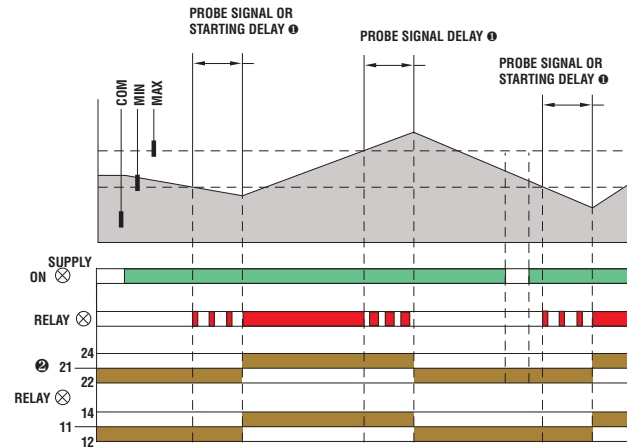 PROBE SIGNAL OR
STARTING DELAY ❶
PROBE SIGNAL DELAY ❶
PROBE SIGNAL OR
STARTING DELAY ❶
COM
MIN
MAX
SUPPLY
ON
RELAY
24
❷ 21
22
RELAY
14
11
12